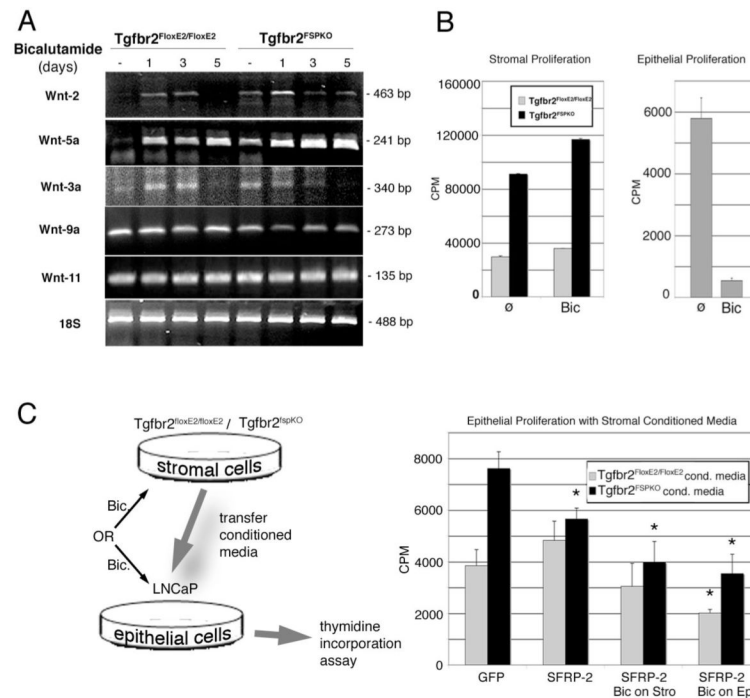 A
Bicalutamide
(days)
Tgfbr2FloxE2/FloxE2
Tgfbr2FSPKO
- 1 3 5 - 1 3 5
Wnt-2 - 463 bp
Wnt-5a - 241 bp
Wnt-3a - 340 bp
Wnt-9a - 273 bp
Wnt-11 - 135 bp
18S - 488 bp
B
Stromal Proliferation
160000
120000
80000
40000
0
CPM
Tgfbr2FloxE2/FloxE2
Tgfbr2FSPKO
ø Bic
Epithelial Proliferation
6000
4000
2000
0
CPM
ø Bic
C
Tgfbr2floxE2/floxE2 / Tgfbr2fspKO
stromal cells
Bic.
OR
Bic.
transfer
conditioned
media
LNCaP
epithelial cells
thymidine
incorporation
assay
Epithelial Proliferation with Stromal Conditioned Media
8000
6000
4000
2000
0
CPM
Tgfbr2FloxE2/FloxE2 cond. media
Tgfbr2FSPKO cond. media
*
*
*
*
GFP
SFRP-2
SFRP-2
Bic on Stro
SFRP-2
Bic on Ep